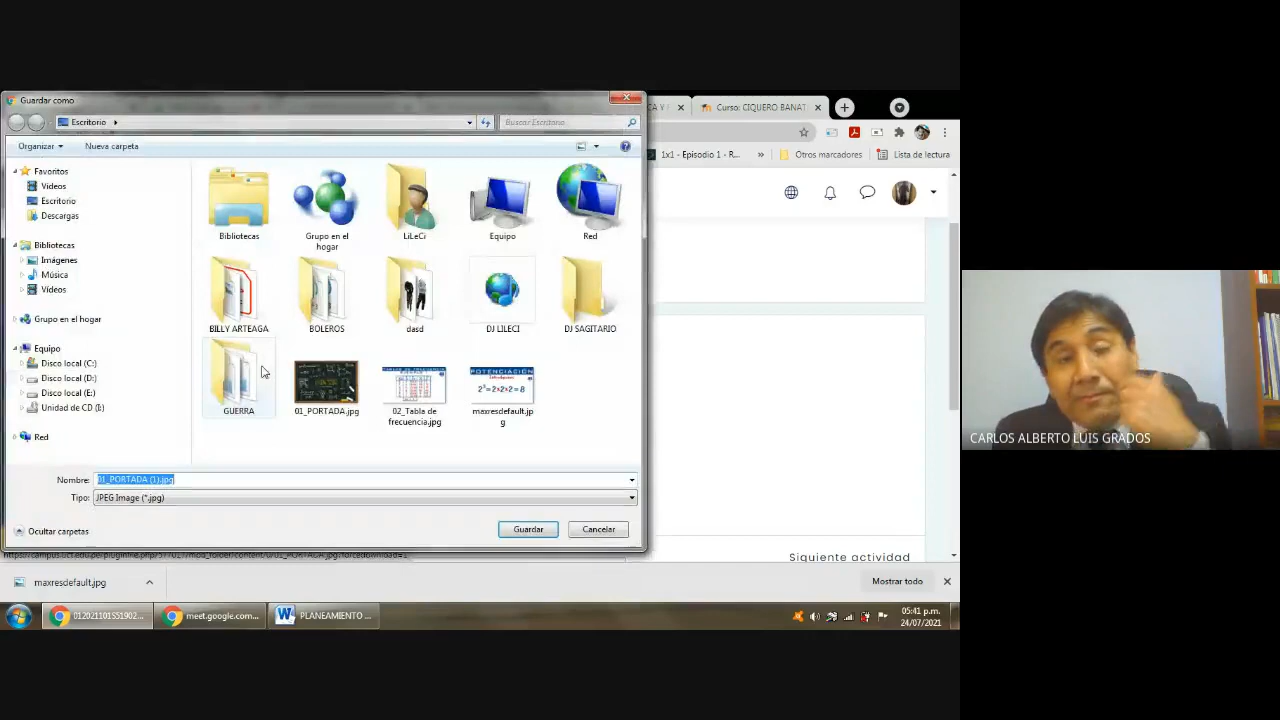 Guardar como
CA Y
Curso: CIQUERO BANAT
Escritorio
Buscar Escritorio
Organizar
Nueva carpeta
1x1 - Episodio 1 - R...
»
Otros marcadores
Lista de lectura
Favoritos
Videos
Escritorio
Descargas
Bibliotecas
Imágenes
Música
Vídeos
Grupo en el hogar
Equipo
Disco local (C:)
Disco local (D:)
Disco local (E:)
Unidad de CD (I:)
Red
Bibliotecas
Grupo en el
hogar
LiLeCi
Equipo
Red
BILLY ARTEAGA
BOLEROS
dasd
DJ LILECI
DJ SAGITARIO
GUERRA
01_PORTADA.jpg
02_Tabla de
frecuencia.jpg
POTENCIACIÓN
maxresdefault.jp
g
Nombre:
01_PORTADA (1).jpg
Tipo:
JPEG Image (*.jpg)
Ocultar carpetas
Guardar
Cancelar
Siguiente actividad
CARLOS ALBERTO LUIS GRADOS
maxresdefault.jpg
Mostrar todo
012021101551902...
meet.google.com...
PLANEAMIENTO ...
05:41 p.m.
24/07/2021